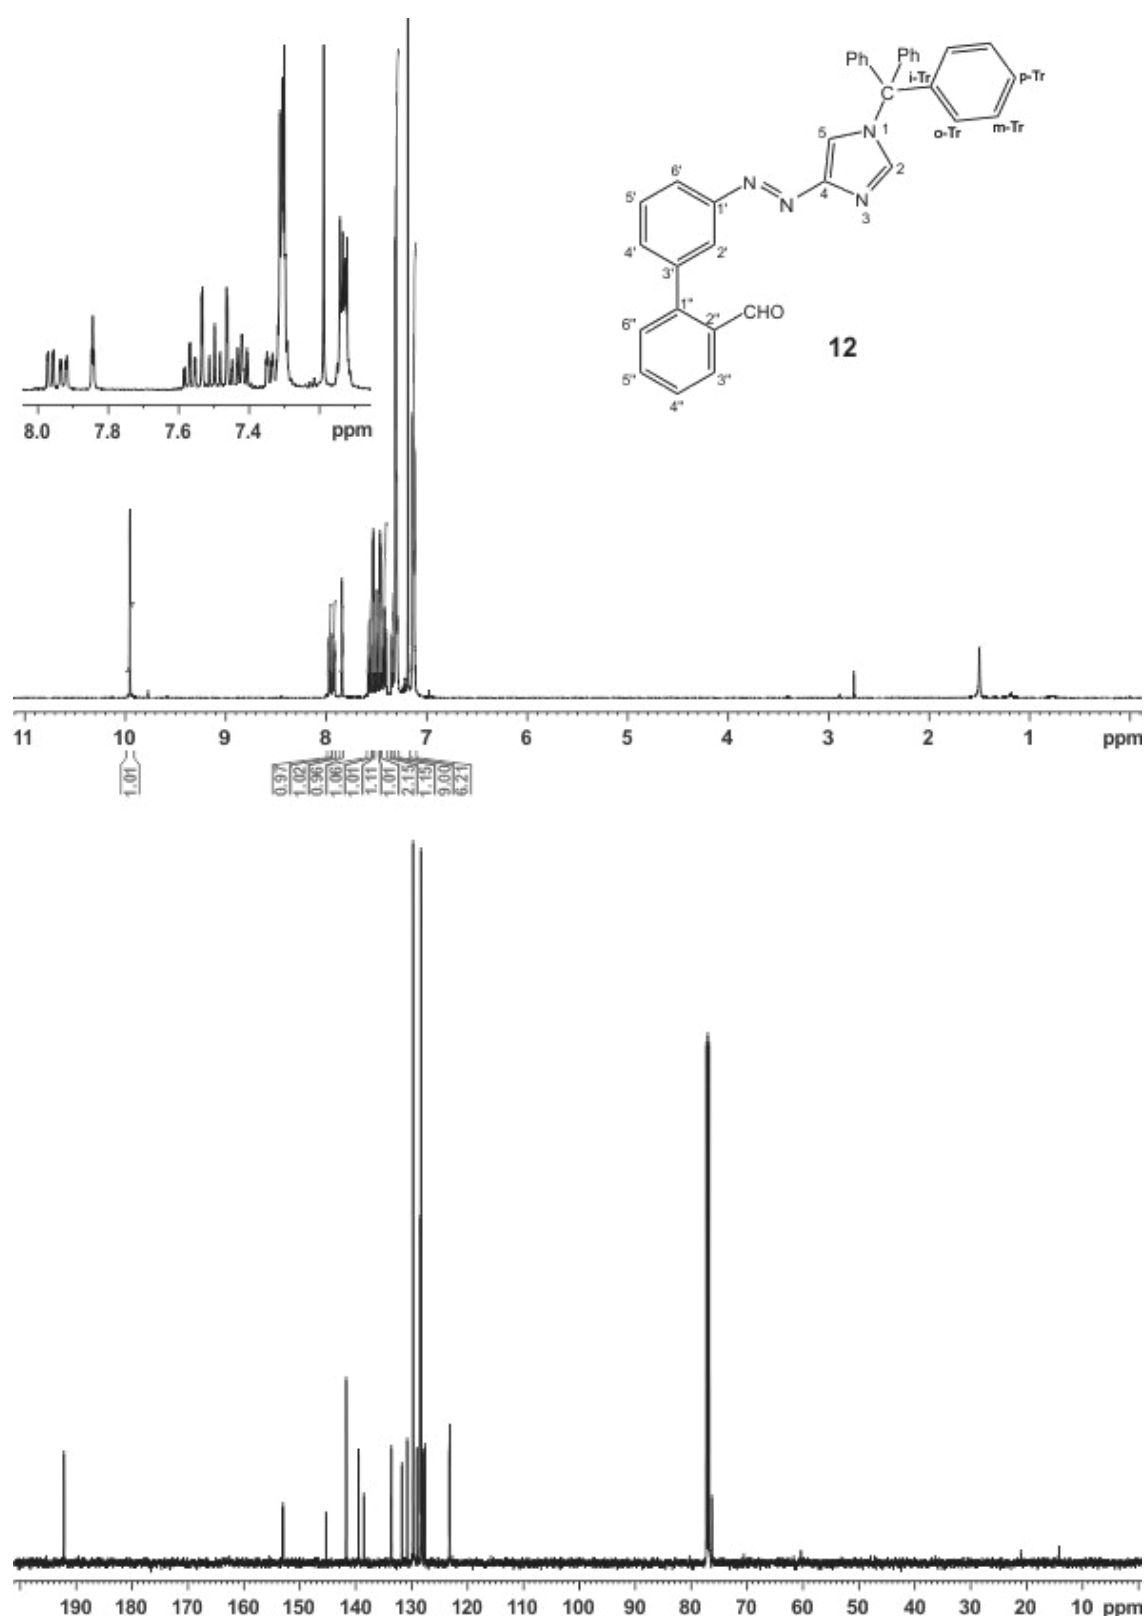 Ph
Ph
i-Tr
p-Tr
C
o-Tr
m-Tr
5
N
1
2
6'
N
N
4
N
3
5'
1'
4'
2'
3'
1"
2"
CHO
6"
12
5"
3"
4"
8.0 7.8 7.6 7.4 ppm
11 10 9 8 7 6 5 4 3 2 1 ppm
1.01 0.97 1.02 0.96 1.06 1.01 1.11 1.01 2.15 1.15 9.00 6.21
190 180 170 160 150 140 130 120 110 100 90 80 70 60 50 40 30 20 10 ppm